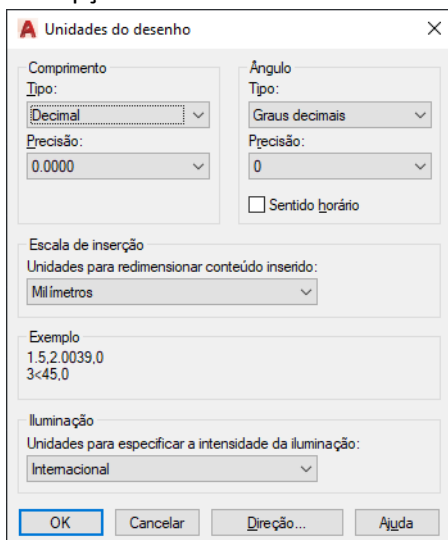 Unidades do desenho
Comprimento
Tipo:
Decimal
Precisão:
0.0000
Ângulo
Tipo:
Graus decimais
Precisão:
0
Sentido horário
Escala de inserção
Unidades para redimensionar conteúdo inserido:
Milímetros
Exemplo
1.5,2.0039,0
3<45,0
Iluminação
Unidades para especificar a intensidade da iluminação:
Internacional
OK
Cancelar
Direção...
Ajuda